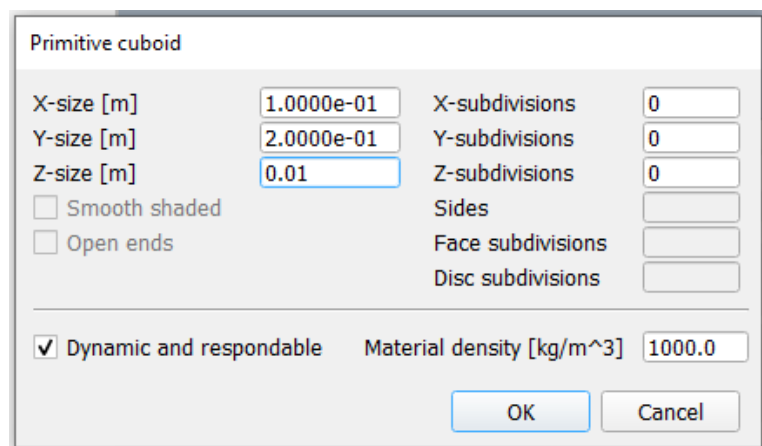 Primitive cuboid
X-size [m] 1.0000e-01 X-subdivisions 0
Y-size [m] 2.0000e-01 Y-subdivisions 0
Z-size [m] 0.01 Z-subdivisions 0
Smooth shaded Sides
Open ends Face subdivisions
Disc subdivisions
Dynamic and respondable Material density [kg/m^3] 1000.0
OK Cancel